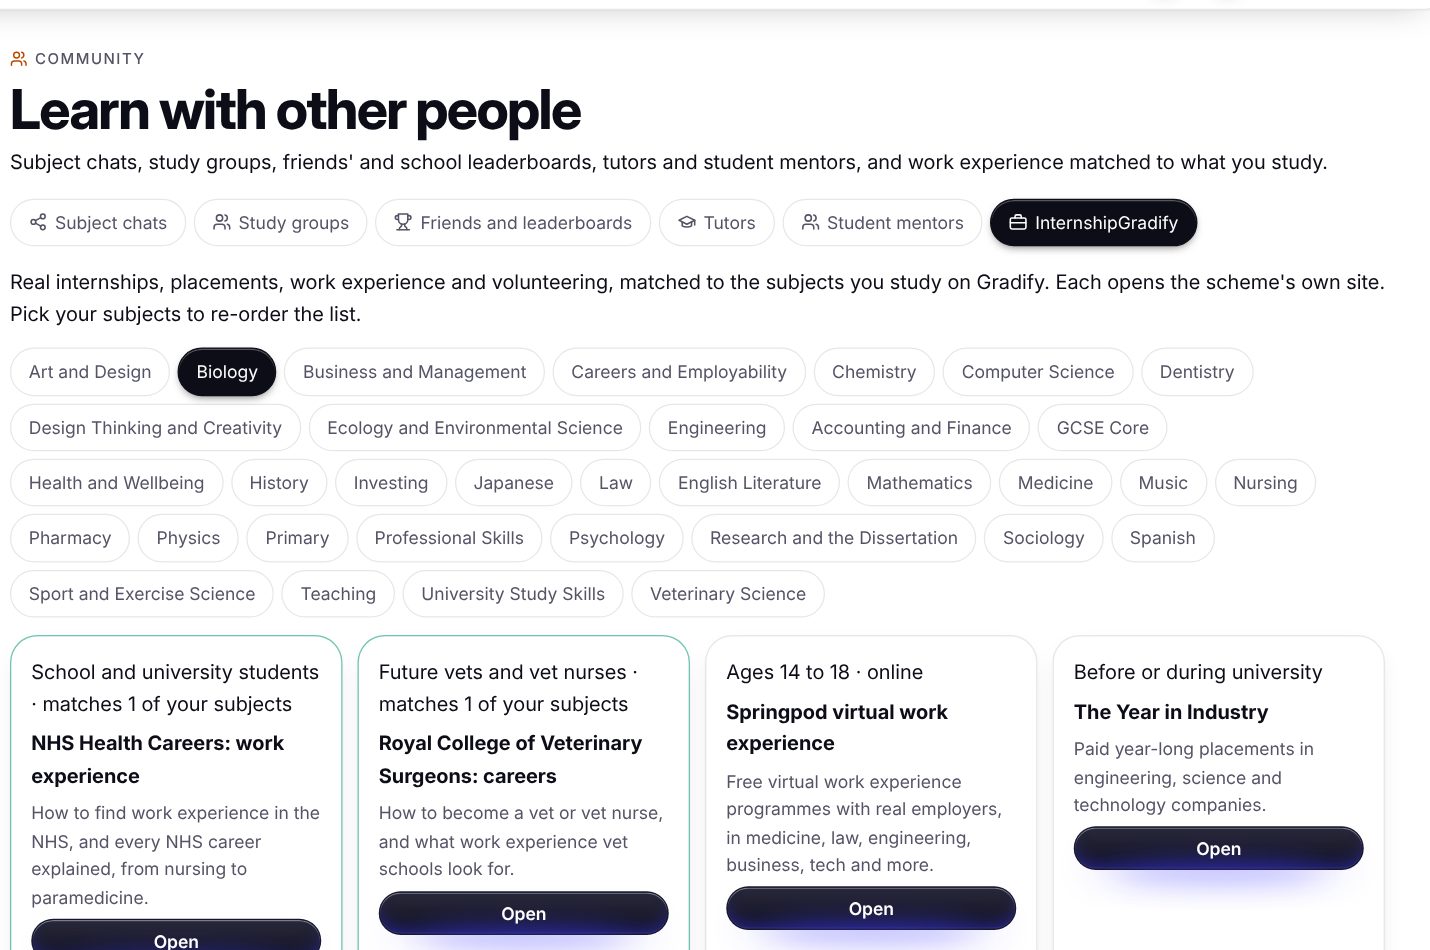 COMMUNITY
Learn with other people
Subject chats, study groups, friends' and school leaderboards, tutors and student mentors, and work experience matched to what you study.
Subject chats Study groups Friends and leaderboards Tutors Student mentors InternshipGradify
Real internships, placements, work experience and volunteering, matched to the subjects you study on Gradify. Each opens the scheme's own site.
Pick your subjects to re-order the list.
Art and Design Biology Business and Management Careers and Employability Chemistry Computer Science Dentistry
Design Thinking and Creativity Ecology and Environmental Science Engineering Accounting and Finance GCSE Core
Health and Wellbeing History Investing Japanese Law English Literature Mathematics Medicine Music Nursing
Pharmacy Physics Primary Professional Skills Psychology Research and the Dissertation Sociology Spanish
Sport and Exercise Science Teaching University Study Skills Veterinary Science
School and university students
· matches 1 of your subjects
NHS Health Careers: work
experience
How to find work experience in the
NHS, and every NHS career
explained, from nursing to
paramedicine.
Open
Future vets and vet nurses ·
matches 1 of your subjects
Royal College of Veterinary
Surgeons: careers
How to become a vet or vet nurse,
and what work experience vet
schools look for.
Open
Ages 14 to 18 · online
Springpod virtual work
experience
Free virtual work experience
programmes with real employers,
in medicine, law, engineering,
business, tech and more.
Open
Before or during university
The Year in Industry
Paid year-long placements in
engineering, science and
technology companies.
Open